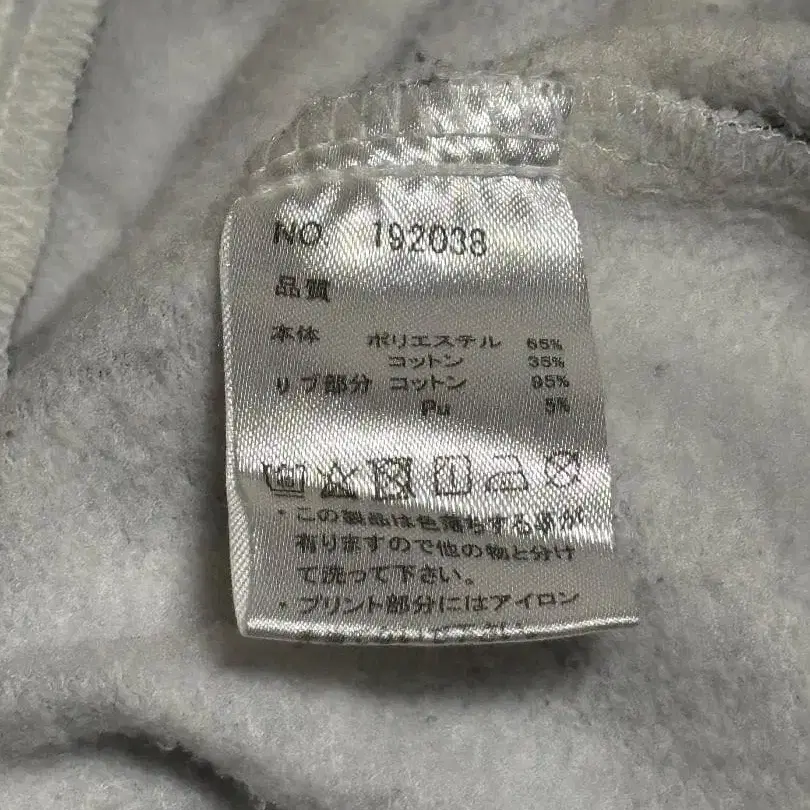 NO. 192038
品質
本体 ポリエステル 65%
コットン 35%
リブ部分 コットン 95%
Pu 5%
・この製品は色落ちする事が
有りますので他の物と分け
て洗って下さい。
・プリント部分にはアイロン